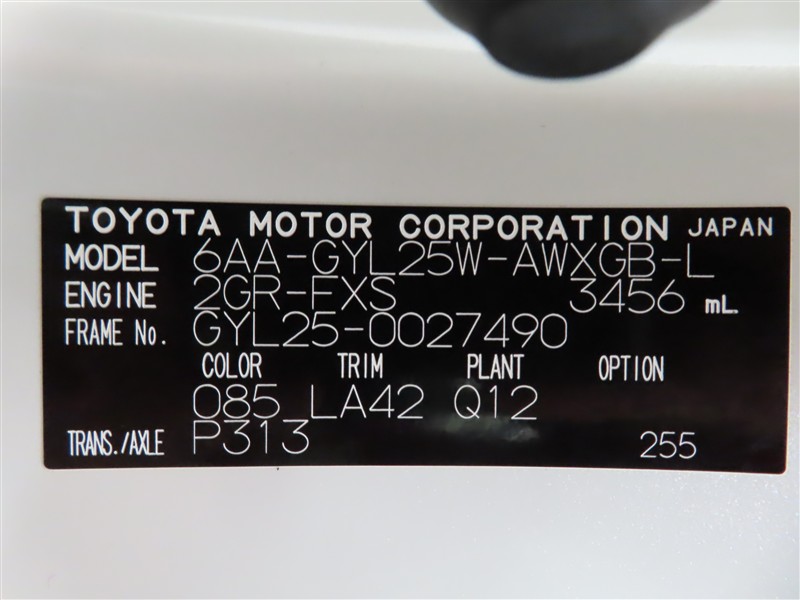 TOYOTA MOTOR CORPORATION JAPAN
MODEL 6AA-GYL25W-AWXGB-L
ENGINE 2GR-FXS 3456 mL.
FRAME No. GYL25-0027490
COLOR TRIM PLANT OPTION
085 LA42 Q12
TRANS./AXLE P313 255